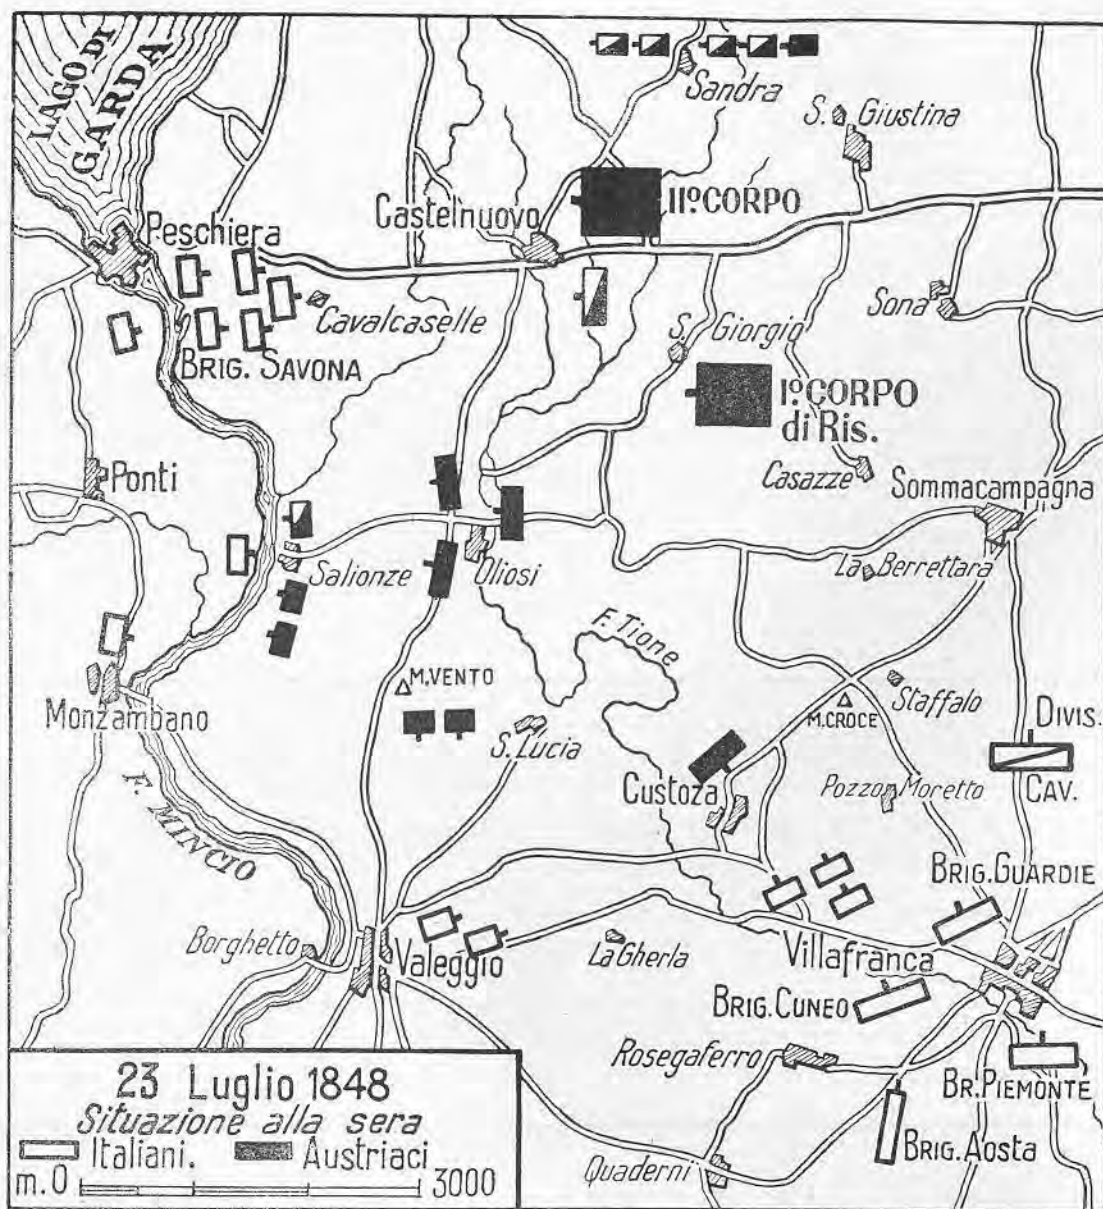 LAGO DI
GARDA
Sandra
S. Giustina
Peschiera
Castelnuovo
IIº CORPO
Cavalcaselle
S. Giorgio
Sona
BRIG. SAVONA
Iº CORPO
di Ris.
Ponti
Casazze
Sommacampagna
Salionze
Oliosi
La Berrettara
F. Tione
M. VENTO
Staffalo
M. CROCE
Monzambano
S. Lucia
DIVIS.
CAV.
Custoza
Pozzo Moretto
F. MINCIO
BRIG. GUARDIE
Borghetto
Valeggio
La Gherla
Villafranca
BRIG. CUNEO
Rosegaferro
BR. PIEMONTE
BRIG. AOSTA
Quaderni
23 Luglio 1848
Situazione alla sera
Italiani. Austriaci
m. 0 3000